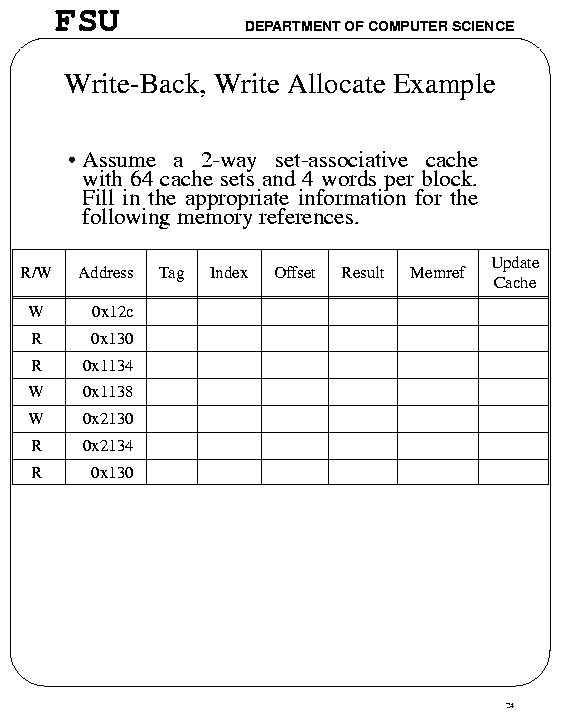 FSU DEPARTMENT OF COMPUTER SCIENCE
Write-Back, Write Allocate Example
• Assume a 2-way set-associative cache
with 64 cache sets and 4 words per block.
Fill in the appropriate information for the
following memory references.
R/W Address Tag Index Offset Result Memref Update Cache
W 0x12c
R 0x130
R 0x1134
W 0x1138
W 0x2130
R 0x2134
R 0x130
24